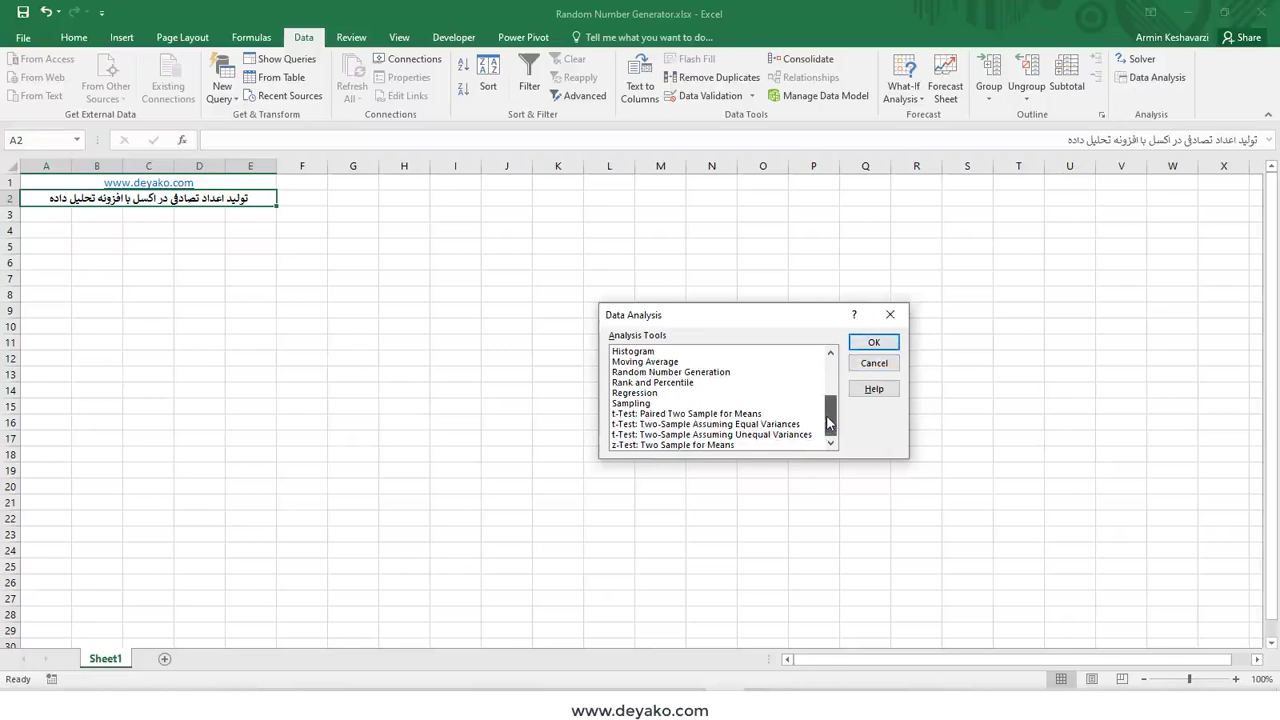 Random Number Generator.xlsx - Excel
File Home Insert Page Layout Formulas Data Review View Developer Power Pivot Tell me what you want to do... Armin Keshavarzi Share
From Access
From Web
From Text
From Other Sources
Existing Connections
Get External Data
New Query
Show Queries
From Table
Recent Sources
Get & Transform
Refresh All
Connections
Properties
Edit Links
Connections
Sort
Filter
Clear
Reapply
Advanced
Sort & Filter
Text to Columns
Flash Fill
Remove Duplicates
Data Validation
Consolidate
Relationships
Manage Data Model
Data Tools
What-If Analysis
Forecast Sheet
Forecast
Group
Ungroup
Subtotal
Outline
Solver
Data Analysis
Analysis
A2
fx
تولید اعداد تصادفی در اکسل با افزونه تحلیل داده
A B C D E F G H I J K L M N O P Q R S T U V W X
1 www.deyako.com
2 تولید اعداد تصادفی در اکسل با افزونه تحلیل داده
3
4
5
6
7
8
9
10
11
12
13
14
15
16
17
18
19
20
21
22
23
24
25
26
27
28
29
30
Data Analysis ?
Analysis Tools
Histogram
Moving Average
Random Number Generation
Rank and Percentile
Regression
Sampling
t-Test: Paired Two Sample for Means
t-Test: Two-Sample Assuming Equal Variances
t-Test: Two-Sample Assuming Unequal Variances
z-Test: Two Sample for Means
OK
Cancel
Help
Sheet1
Ready
100%
www.deyako.com